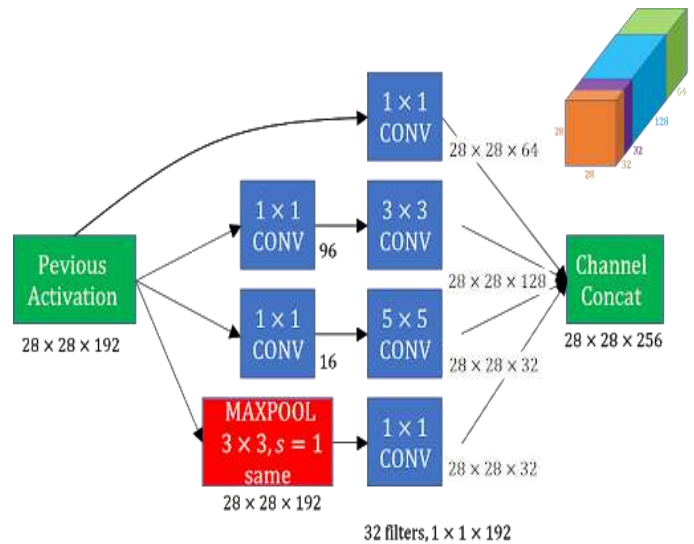 1 × 1
CONV
28 × 28 × 64
1 × 1
CONV
96
3 × 3
CONV
28 × 28 × 128
Pevious
Activation
28 × 28 × 192
1 × 1
CONV
16
5 × 5
CONV
28 × 28 × 32
MAXPOOL
3 × 3, s = 1
same
28 × 28 × 192
1 × 1
CONV
28 × 28 × 32
32 filters, 1 × 1 × 192
Channel
Concat
28 × 28 × 256
28
28
32
32
128
64